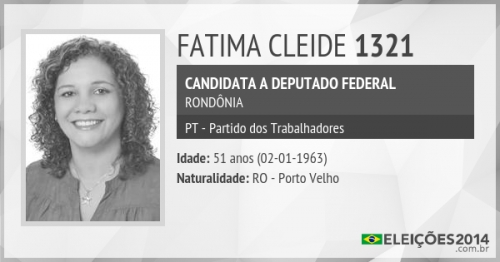 FATIMA CLEIDE 1321
CANDIDATA A DEPUTADO FEDERAL
RONDÔNIA
PT - Partido dos Trabalhadores
Idade: 51 anos (02-01-1963)
Naturalidade: RO - Porto Velho
ELEIÇÕES2014
.com.br